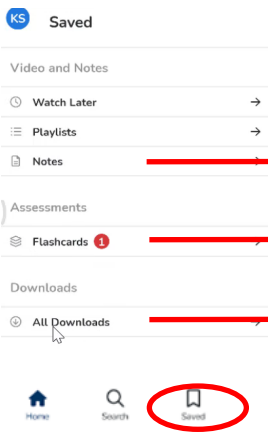 KS Saved
Video and Notes
Watch Later
Playlists
Notes
Assessments
Flashcards 1
Downloads
All Downloads
Home Search Saved